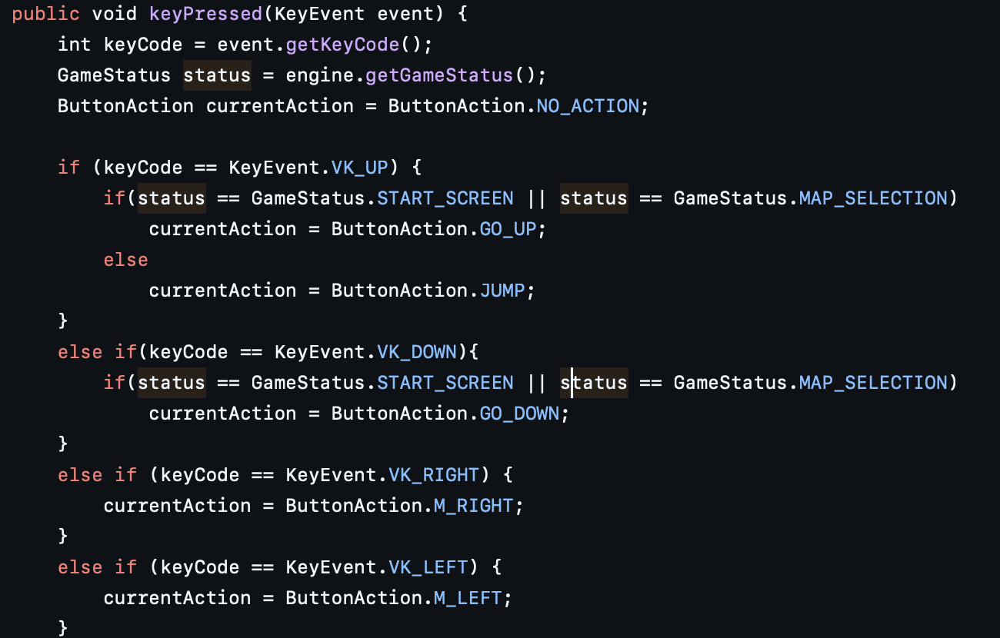 public void keyPressed(KeyEvent event) {
    int keyCode = event.getKeyCode();
    GameStatus status = engine.getGameStatus();
    ButtonAction currentAction = ButtonAction.NO_ACTION;

    if (keyCode == KeyEvent.VK_UP) {
        if(status == GameStatus.START_SCREEN || status == GameStatus.MAP_SELECTION)
            currentAction = ButtonAction.GO_UP;
        else
            currentAction = ButtonAction.JUMP;
    }
    else if(keyCode == KeyEvent.VK_DOWN){
        if(status == GameStatus.START_SCREEN || status == GameStatus.MAP_SELECTION)
            currentAction = ButtonAction.GO_DOWN;
    }
    else if (keyCode == KeyEvent.VK_RIGHT) {
        currentAction = ButtonAction.M_RIGHT;
    }
    else if (keyCode == KeyEvent.VK_LEFT) {
        currentAction = ButtonAction.M_LEFT;
    }